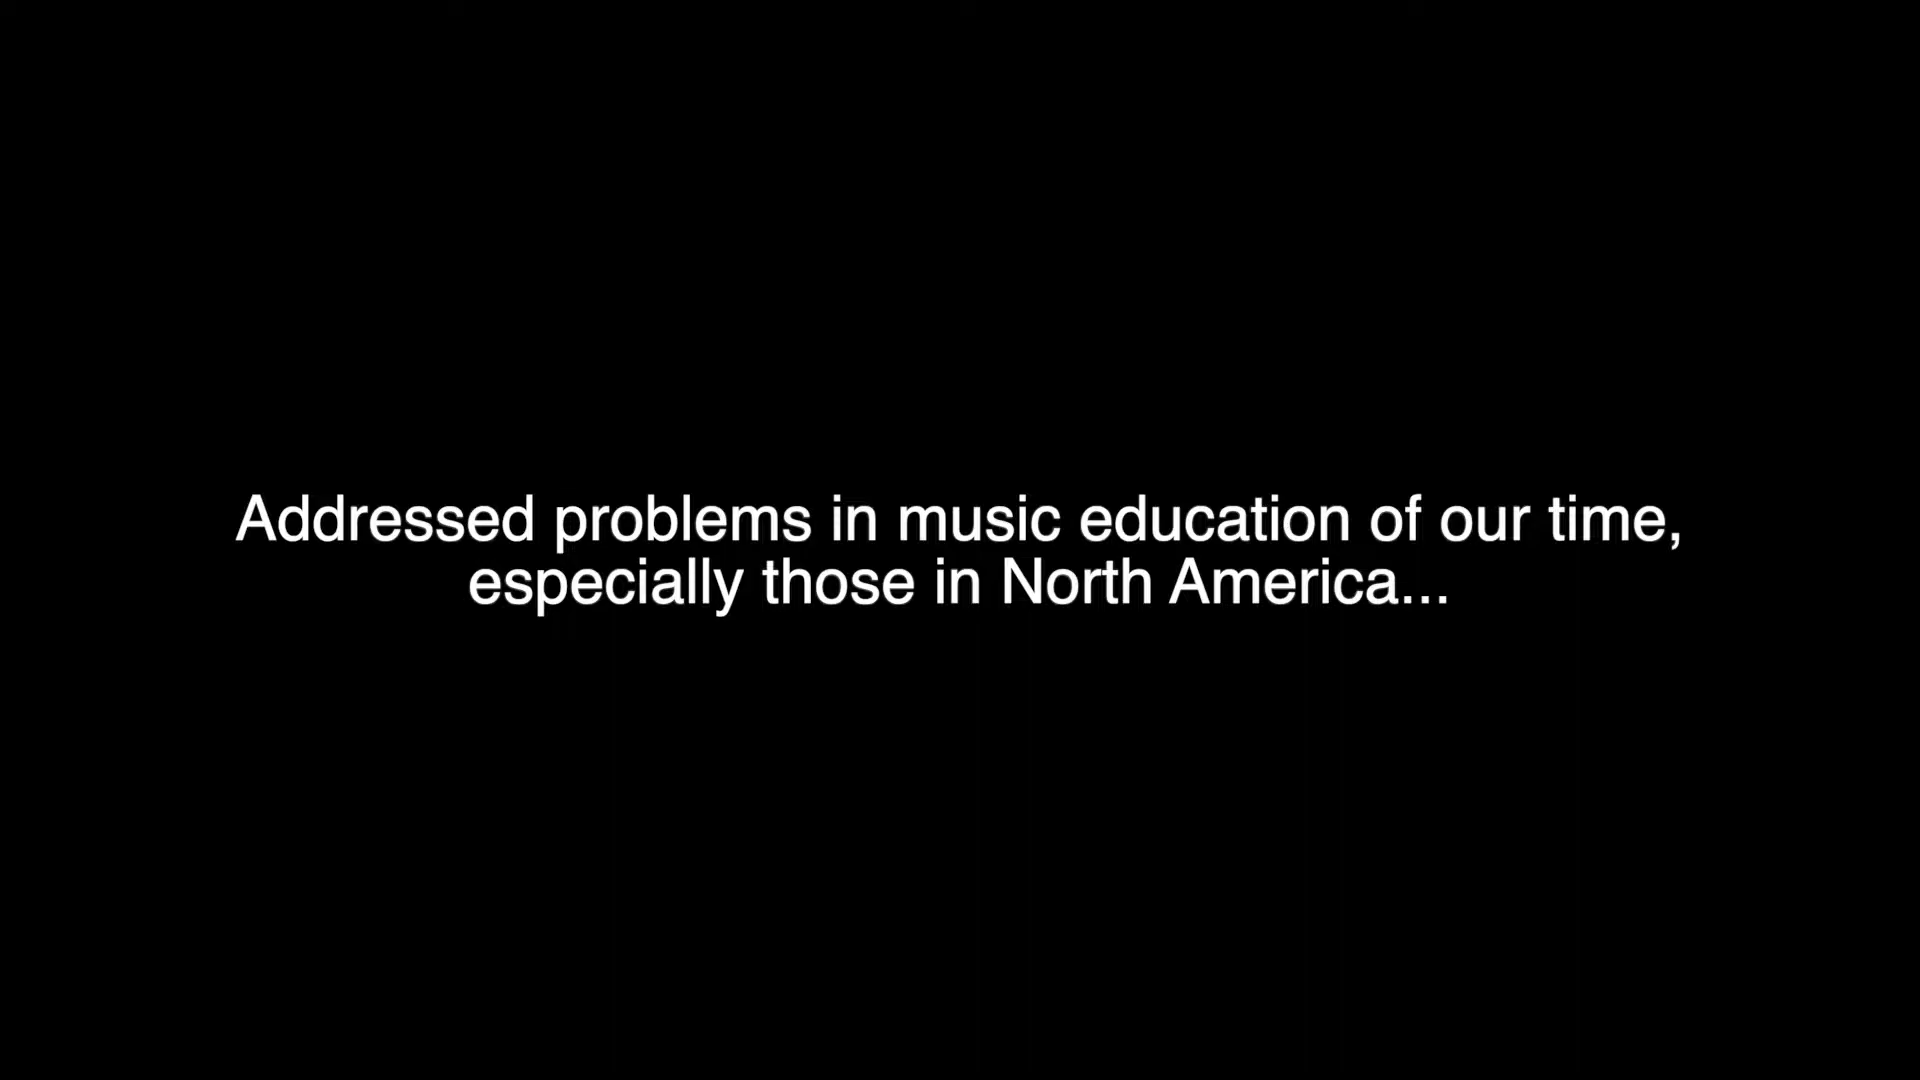 Addressed problems in music education of our time,
especially those in North America...